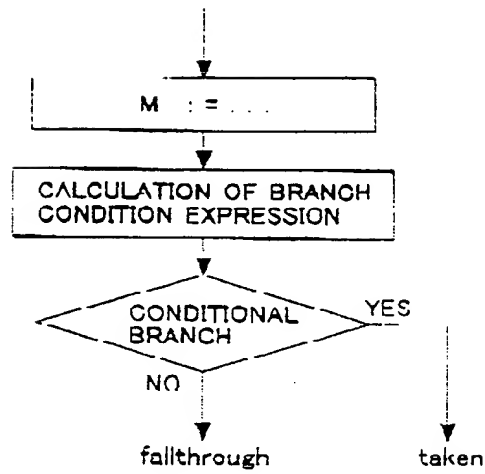 M : = . . .
CALCULATION OF BRANCH
CONDITION EXPRESSION
CONDITIONAL
BRANCH
YES
NO
fallthrough
taken